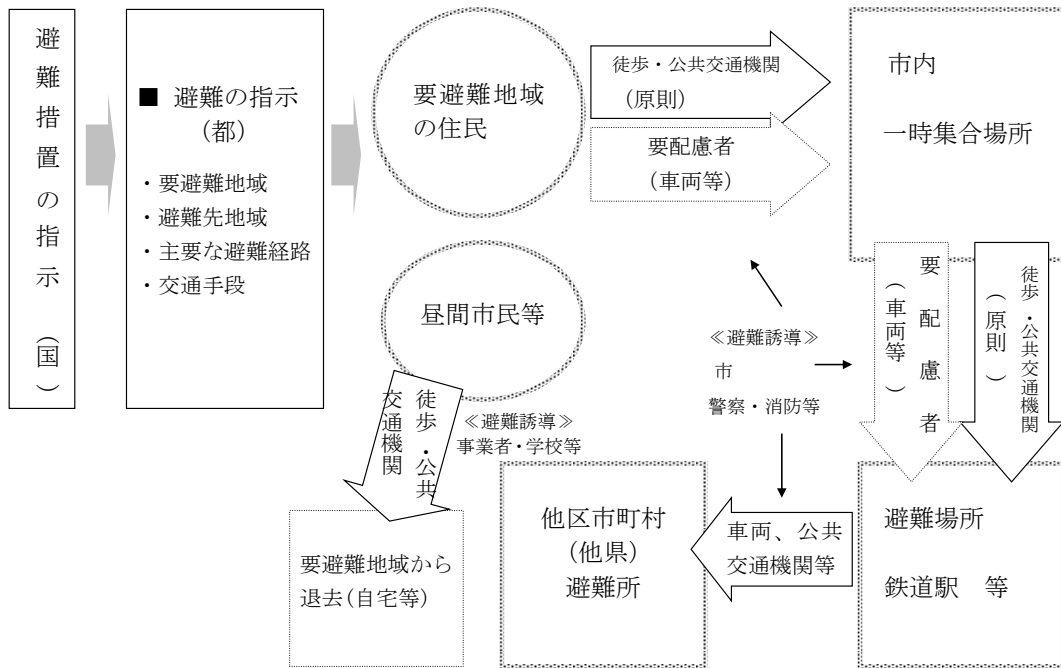 避難措置の指示（国）
■ 避難の指示
（都）
・要避難地域
・避難先地域
・主要な避難経路
・交通手段
要避難地域
の住民
徒歩・公共交通機関
（原則）
要配慮者
（車両等）
市内
一時集合場所
昼間市民等
徒歩・公共
交通機関
≪避難誘導≫
事業者・学校等
≪避難誘導≫
市
警察・消防等
要配慮者
（車両等）
徒歩・公共交通機関
（原則）
要避難地域から
退去（自宅等）
他区市町村
（他県）
避難所
車両、公共
交通機関等
避難場所
鉄道駅　等